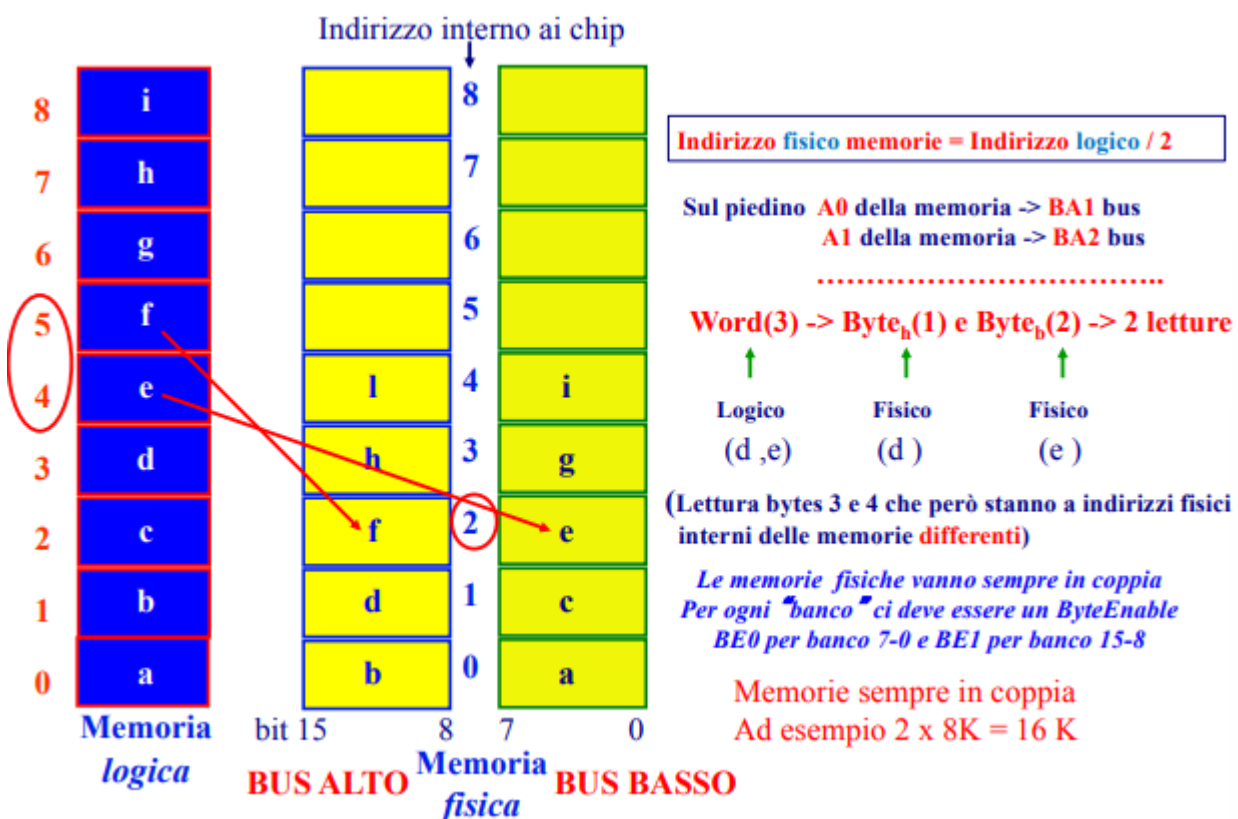 Indirizzo interno ai chip
8 i 8
7 h 7
6 g 6
5 f 5
4 e l 4 i
3 d h 3 g
2 c f 2 e
1 b d 1 c
0 a b 0 a
Memoria logica
bit 15 8 7 0
BUS ALTO
Memoria fisica
BUS BASSO
Indirizzo fisico memorie = Indirizzo logico / 2
Sul piedino A0 della memoria -> BA1 bus
A1 della memoria -> BA2 bus
......................................
Word(3) -> Byteh(1) e Byteb(2) -> 2 letture
Logico Fisico Fisico
(d ,e) (d ) (e )
(Lettura bytes 3 e 4 che però stanno a indirizzi fisici
interni delle memorie differenti)
Le memorie fisiche vanno sempre in coppia
Per ogni "banco" ci deve essere un ByteEnable
BE0 per banco 7-0 e BE1 per banco 15-8
Memorie sempre in coppia
Ad esempio 2 x 8K = 16 K